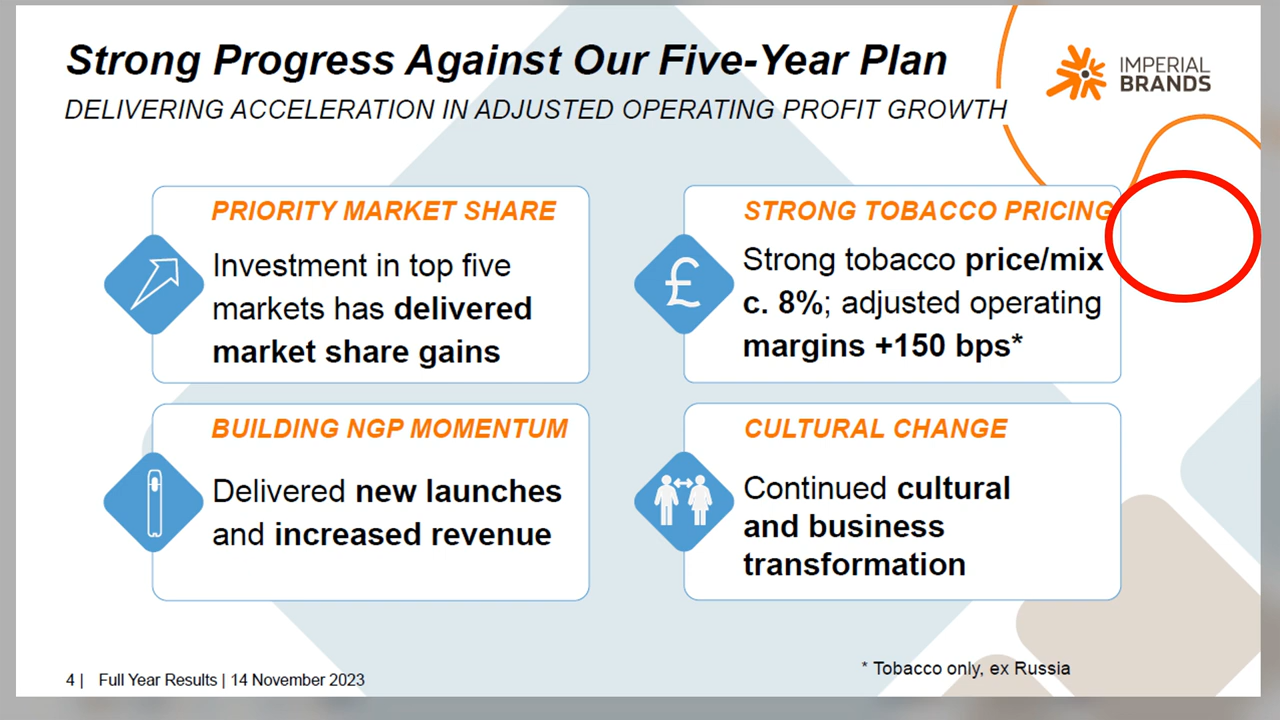 Strong Progress Against Our Five-Year Plan
DELIVERING ACCELERATION IN ADJUSTED OPERATING PROFIT GROWTH
IMPERIAL
BRANDS
PRIORITY MARKET SHARE
Investment in top five
markets has delivered
market share gains
STRONG TOBACCO PRICING
£
Strong tobacco price/mix
c. 8%; adjusted operating
margins +150 bps*
BUILDING NGP MOMENTUM
Delivered new launches
and increased revenue
CULTURAL CHANGE
Continued cultural
and business
transformation
* Tobacco only, ex Russia
4 | Full Year Results | 14 November 2023